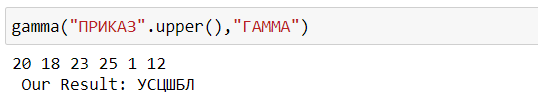 gamma("ПРИКАЗ".upper(),"ГАММА")
20 18 23 25 1 12
Our Result: УСЦШБЛ